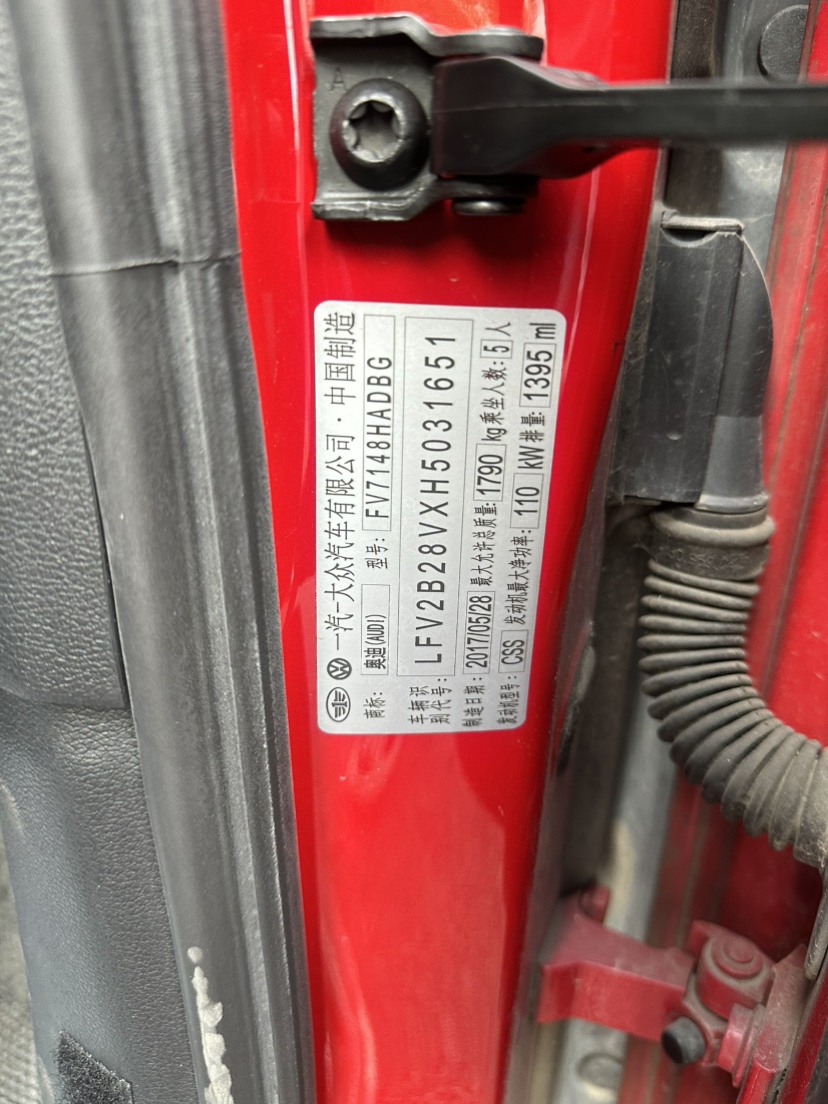 一汽-大众汽车有限公司·中国制造
商标: 奥迪(AUDI) 型号: FV7148HADBG
车辆识别代号: LFV2B28VXH5031651
制造日期: 2017/05/28 最大允许总质量: 1790 kg 乘坐人数: 5 人
发动机型号: CSS 发动机最大净功率: 110 kW 排量: 1395 ml
A